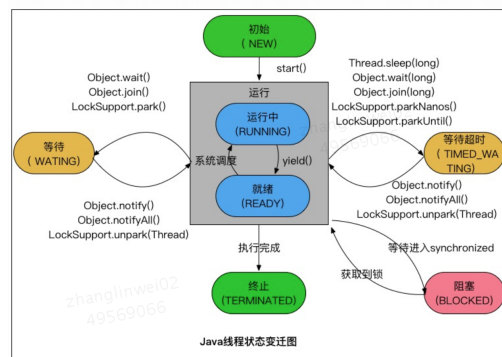 初始
( NEW)
start()
Object.wait()
Object.join()
LockSupport.park()
Thread.sleep(long)
Object.wait(long)
Object.join(long)
LockSupport.parkNanos()
LockSupport.parkUntil()
运行
运行中
(RUNNING)
系统调度
yield()
就绪
(READY)
等待
( WATING)
等待超时
( TIMED_WA
TING)
Object.notify()
Object.notifyAll()
LockSupport.unpark(Thread)
Object.notify()
Object.notifyAll()
LockSupport.unpark(Thread)
执行完成
等待进入synchronized
获取到锁
终止
(TERMINATED)
阻塞
(BLOCKED)
Java线程状态变迁图
zhanglinwei02
49569066
zhanglinwei02
49569066